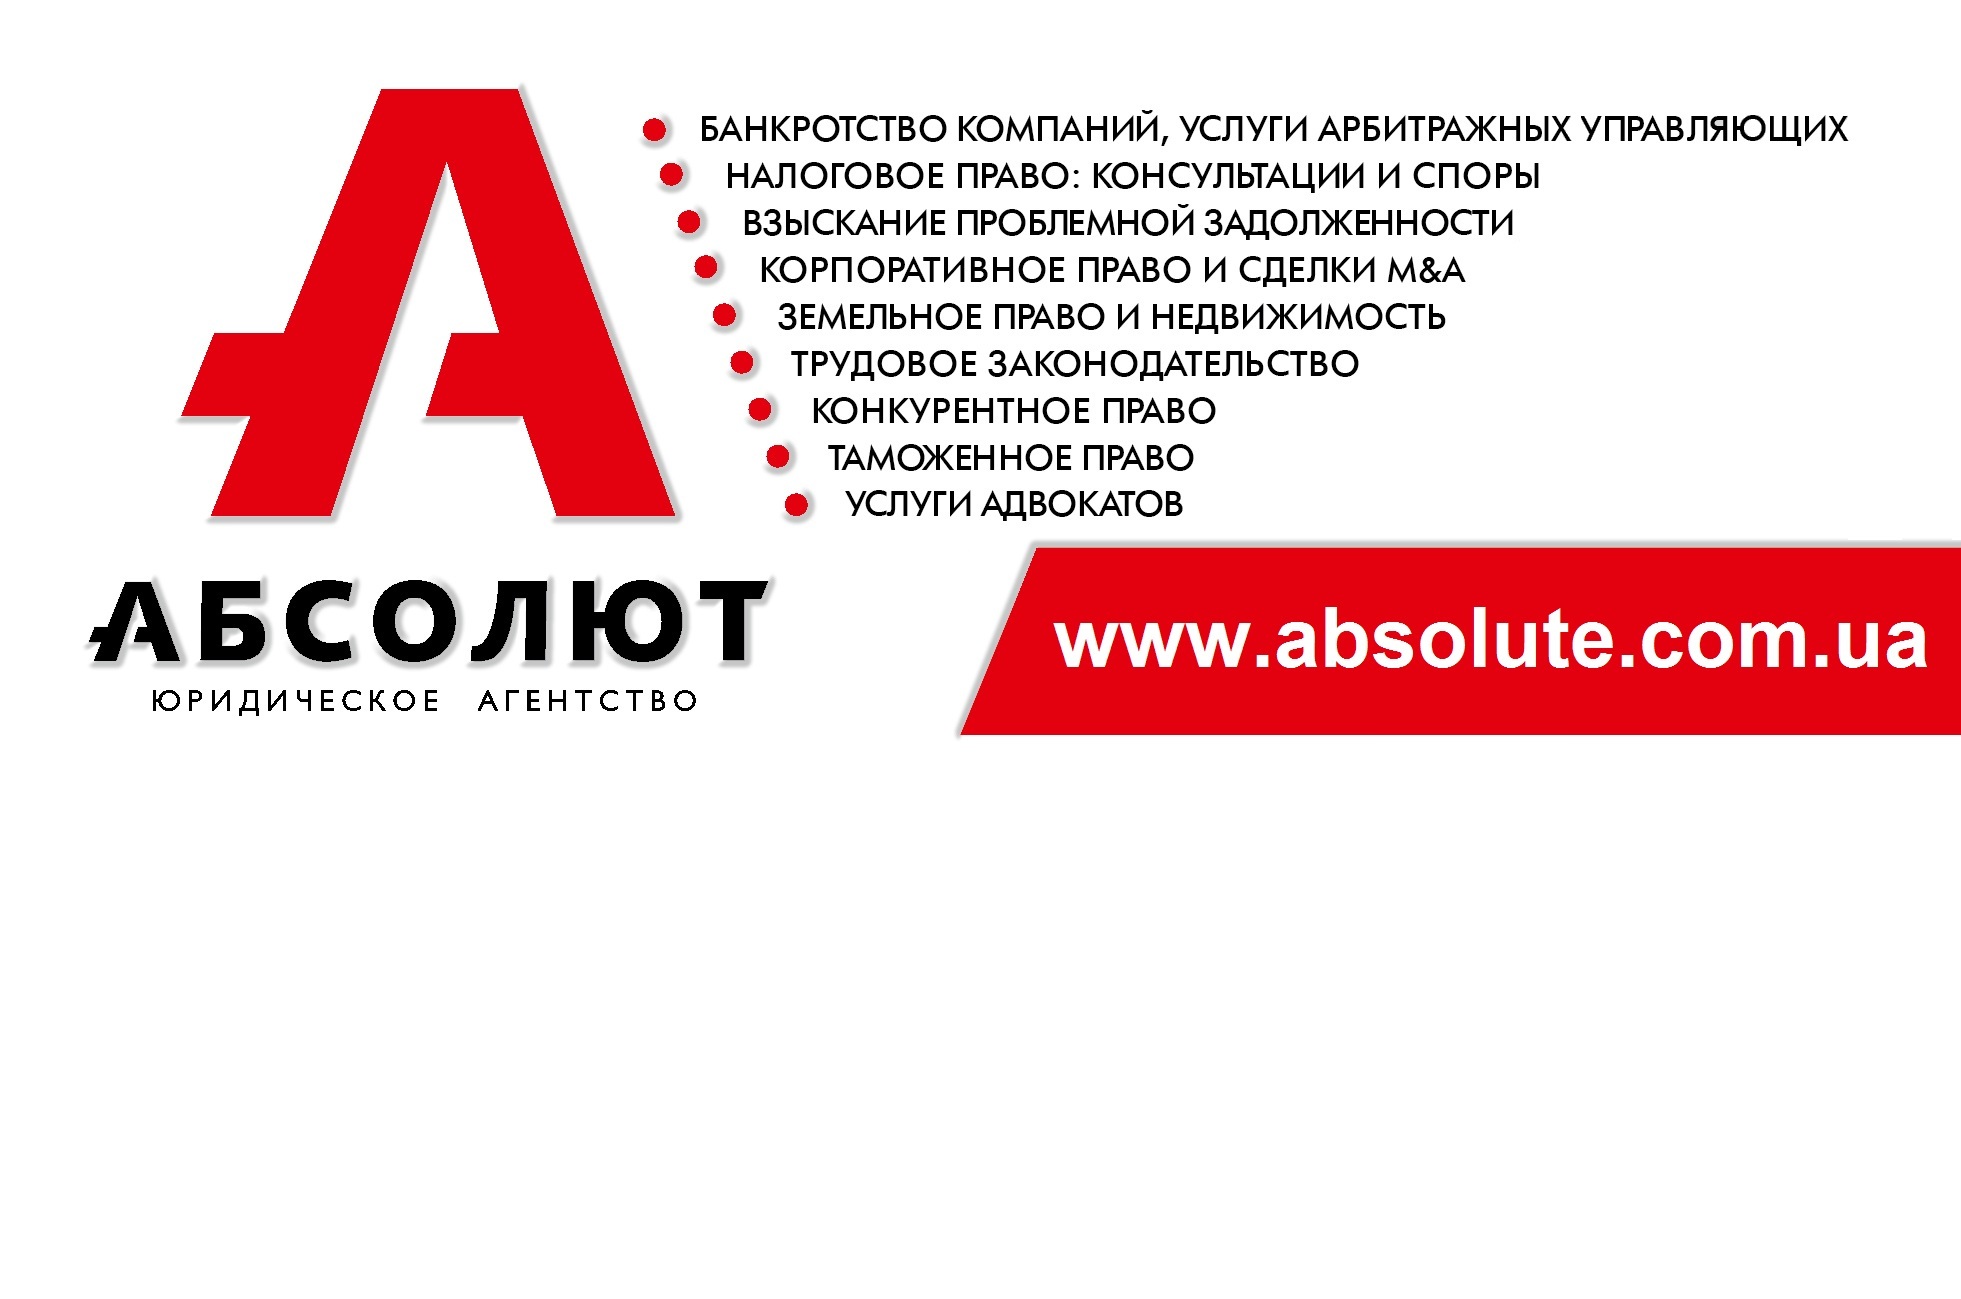 БАНКРОТСТВО КОМПАНИЙ, УСЛУГИ АРБИТРАЖНЫХ УПРАВЛЯЮЩИХ
НАЛОГОВОЕ ПРАВО: КОНСУЛЬТАЦИИ И СПОРЫ
ВЗЫСКАНИЕ ПРОБЛЕМНОЙ ЗАДОЛЖЕННОСТИ
КОРПОРАТИВНОЕ ПРАВО И СДЕЛКИ M&A
ЗЕМЕЛЬНОЕ ПРАВО И НЕДВИЖИМОСТЬ
ТРУДОВОЕ ЗАКОНОДАТЕЛЬСТВО
КОНКУРЕНТНОЕ ПРАВО
ТАМОЖЕННОЕ ПРАВО
УСЛУГИ АДВОКАТОВ
АБСОЛЮТ
ЮРИДИЧЕСКОЕ АГЕНТСТВО
www.absolute.com.ua